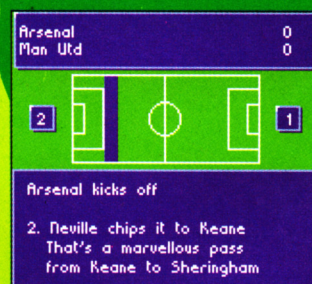 Arsenal 0
Man Utd 0
2 1
Arsenal kicks off
2. Neville chips it to Keane
That's a marvellous pass
from Keane to Sheringham